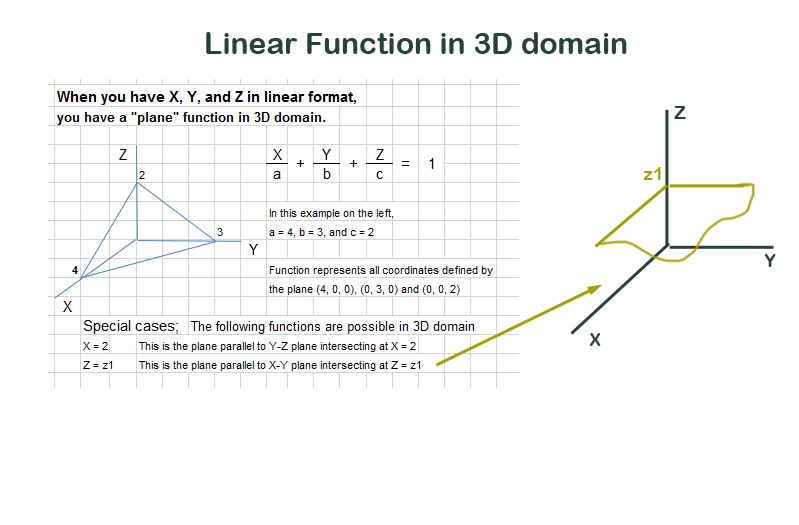 Linear Function in 3D domain
When you have X, Y, and Z in linear format,
you have a "plane" function in 3D domain.
Z
2
3
Y
4
X
X/a + Y/b + Z/c = 1
In this example on the left,
a = 4, b = 3, and c = 2
Function represents all coordinates defined by
the plane (4, 0, 0), (0, 3, 0) and (0, 0, 2)
Special cases; The following functions are possible in 3D domain
X = 2 This is the plane parallel to Y-Z plane intersecting at X = 2
Z = z1 This is the plane parallel to X-Y plane intersecting at Z = z1
Z
z1
Y
X